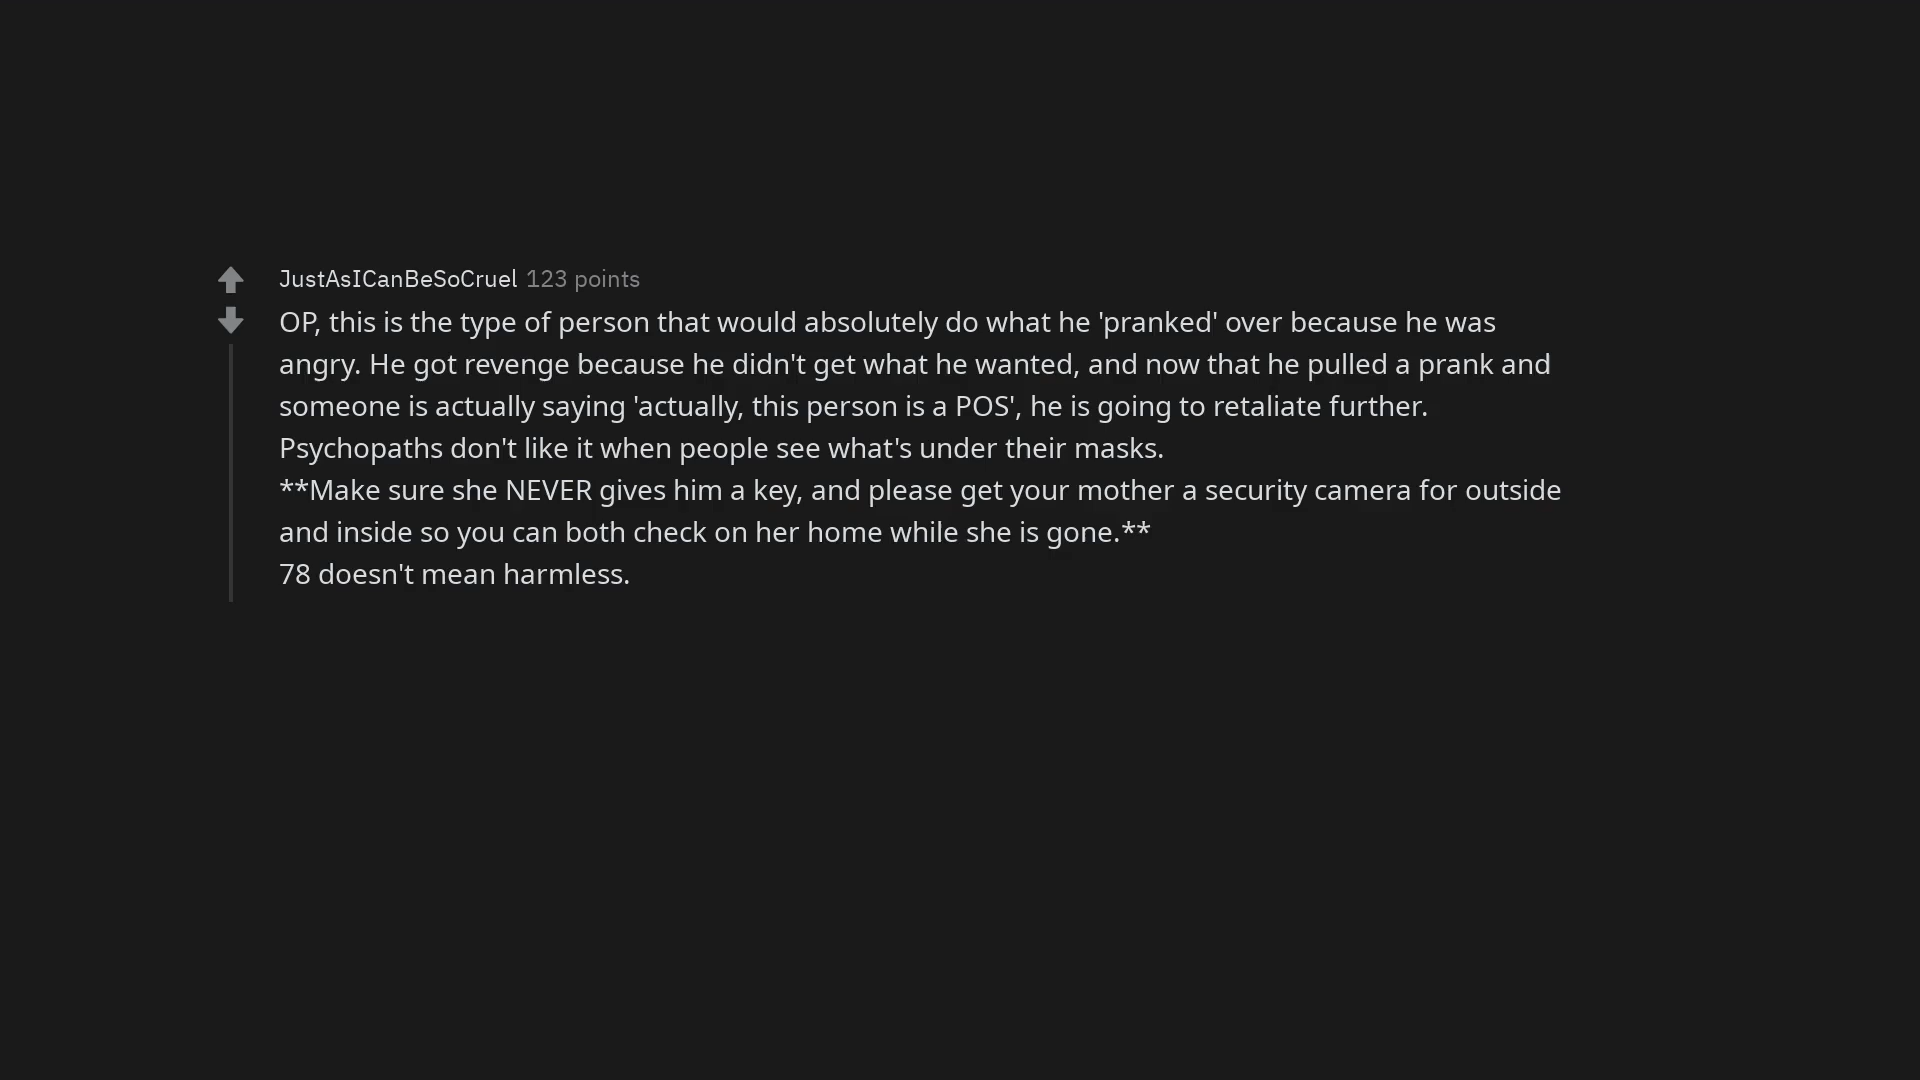 JustAsICanBeSoCruel 123 points
OP, this is the type of person that would absolutely do what he 'pranked' over because he was
angry. He got revenge because he didn't get what he wanted, and now that he pulled a prank and
someone is actually saying 'actually, this person is a POS', he is going to retaliate further.
Psychopaths don't like it when people see what's under their masks.
**Make sure she NEVER gives him a key, and please get your mother a security camera for outside
and inside so you can both check on her home while she is gone.**
78 doesn't mean harmless.